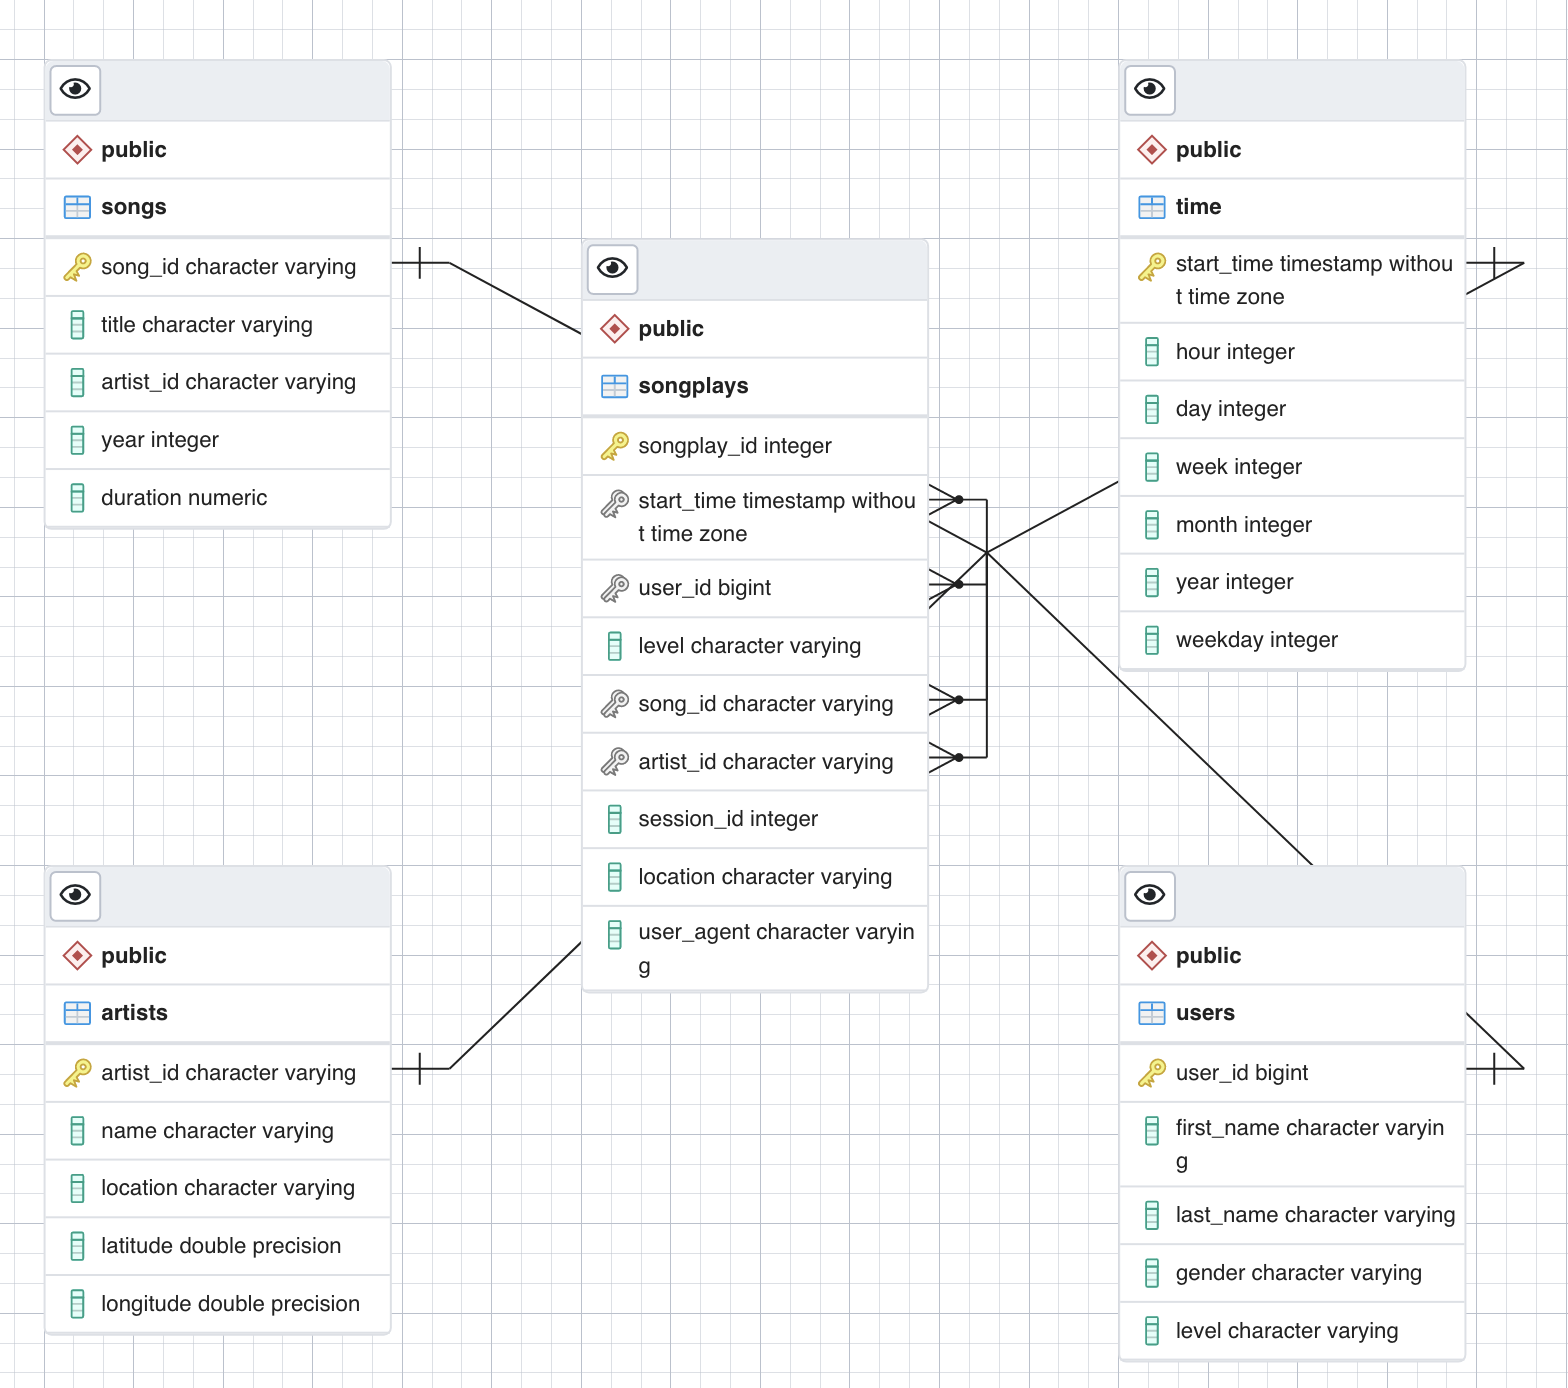 public
songs
song_id character varying
title character varying
artist_id character varying
year integer
duration numeric
public
songplays
songplay_id integer
start_time timestamp withou
t time zone
user_id bigint
level character varying
song_id character varying
artist_id character varying
session_id integer
location character varying
user_agent character varyin
g
public
time
start_time timestamp withou
t time zone
hour integer
day integer
week integer
month integer
year integer
weekday integer
public
artists
artist_id character varying
name character varying
location character varying
latitude double precision
longitude double precision
public
users
user_id bigint
first_name character varyin
g
last_name character varying
gender character varying
level character varying